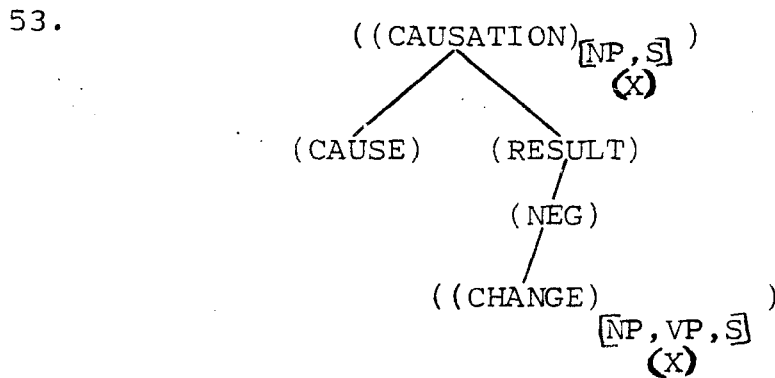 53.
((CAUSATION)[NP,S] )
(X)
(CAUSE) (RESULT)
(NEG)
((CHANGE) )
[NP,VP,S]
(X)